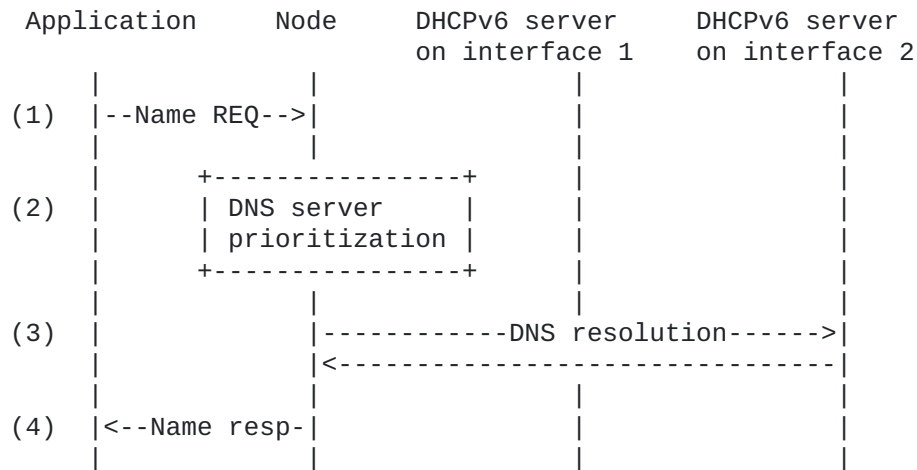 Application Node DHCPv6 server DHCPv6 server
on interface 1 on interface 2
(1) |--Name REQ-->|
(2) | DNS server |
| prioritization |
(3) |------------DNS resolution------>|
|<--------------------------------|
(4) |<--Name resp-|